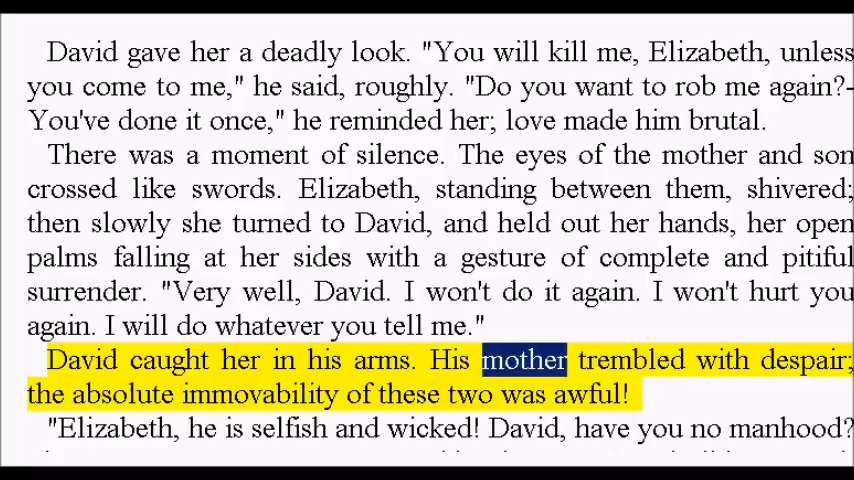 David gave her a deadly look. "You will kill me, Elizabeth, unless
you come to me," he said, roughly. "Do you want to rob me again?-
You've done it once," he reminded her; love made him brutal.
There was a moment of silence. The eyes of the mother and son
crossed like swords. Elizabeth, standing between them, shivered;
then slowly she turned to David, and held out her hands, her open
palms falling at her sides with a gesture of complete and pitiful
surrender. "Very well, David. I won't do it again. I won't hurt you
again. I will do whatever you tell me."
David caught her in his arms. His mother trembled with despair;
the absolute immovability of these two was awful!
"Elizabeth, he is selfish and wicked! David, have you no manhood?